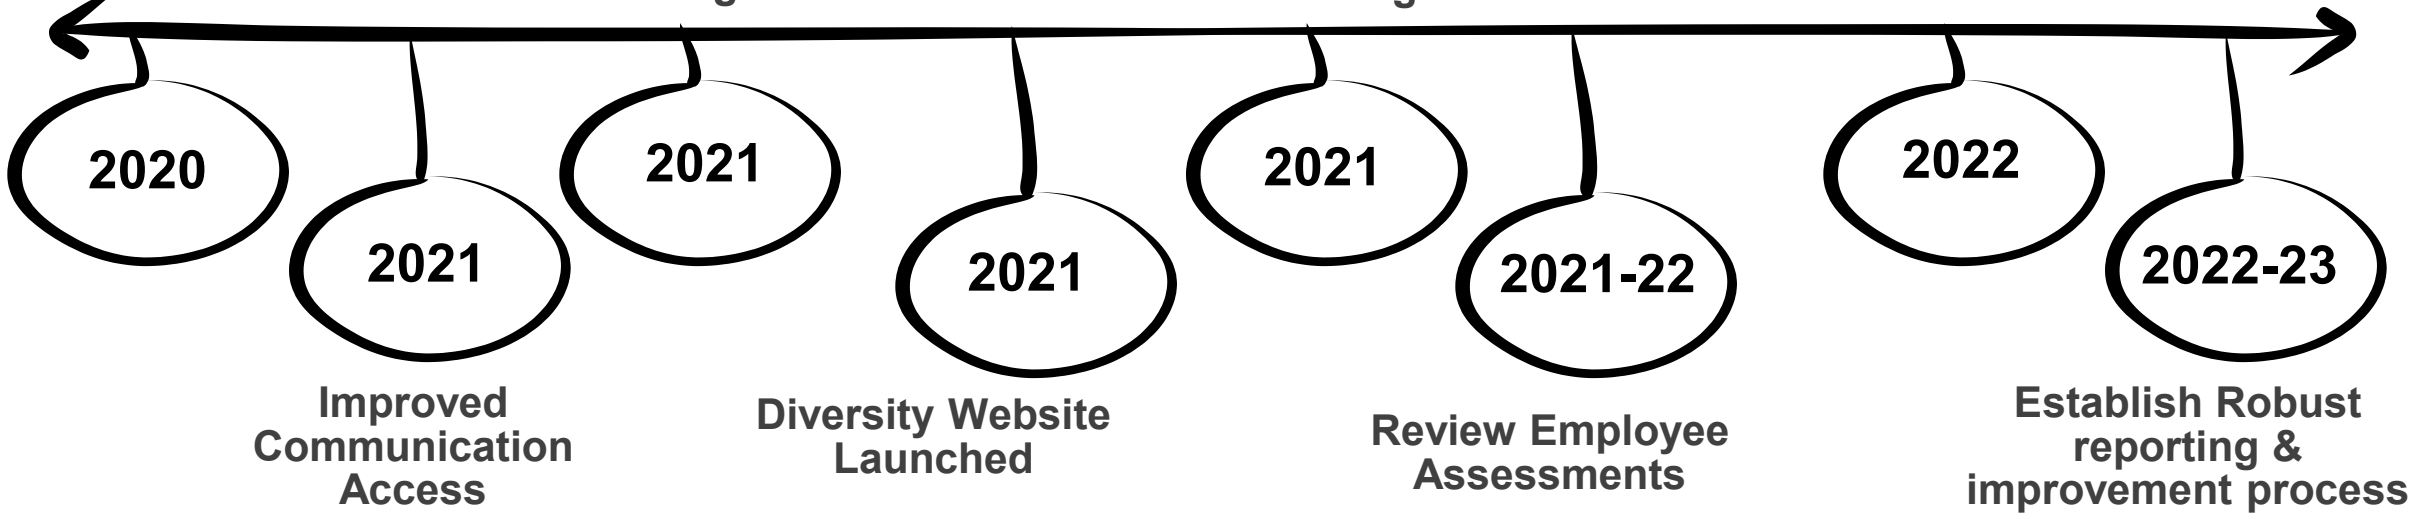 2020
2021
2021
2021
2021
2021-22
2022
2022-23
Improved
Communication
Access
Diversity Website
Launched
Review Employee
Assessments
Establish Robust
reporting &
improvement process